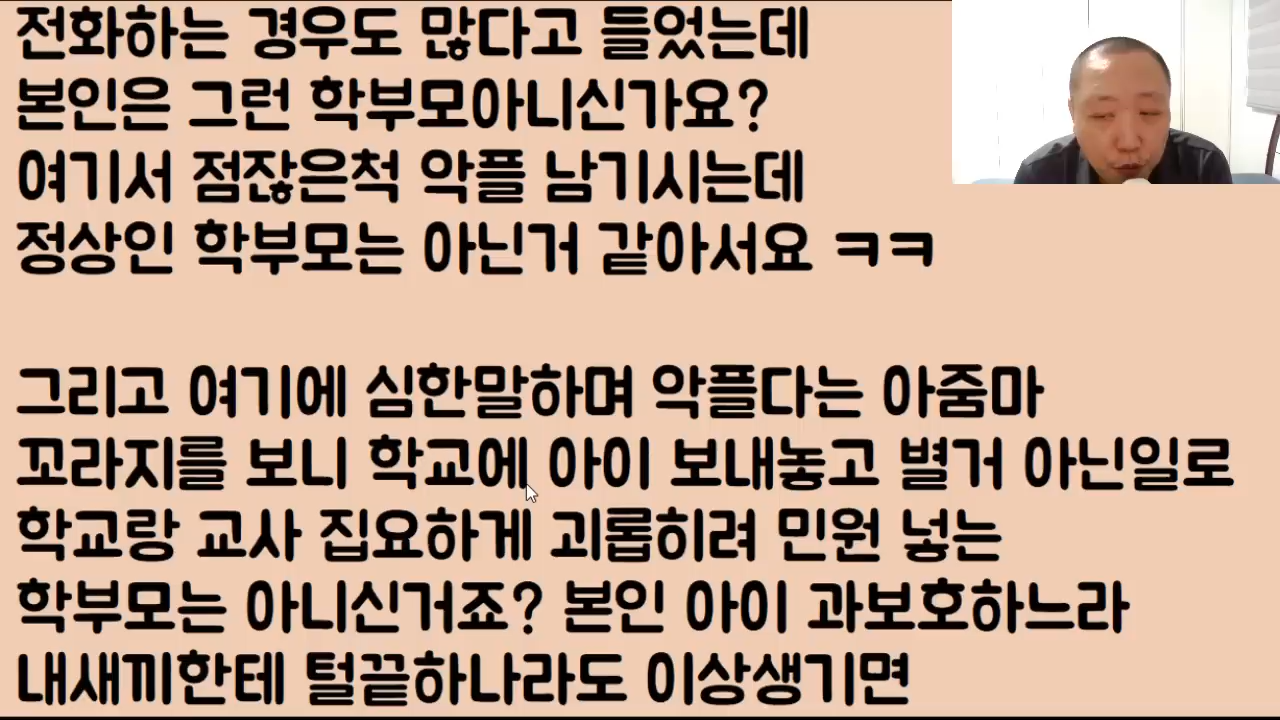 전화하는 경우도 많다고 들었는데
본인은 그런 학부모아니신가요?
여기서 점잖은척 악플 남기시는데
정상인 학부모는 아닌거 같아서요 ㅋㅋ
그리고 여기에 심한말하며 악플다는 아줌마
꼬라지를 보니 학교에 아이 보내놓고 별거 아닌일로
학교랑 교사 집요하게 괴롭히려 민원 넣는
학부모는 아니신거죠? 본인 아이 과보호하느라
내새끼한테 털끝하나라도 이상생기면